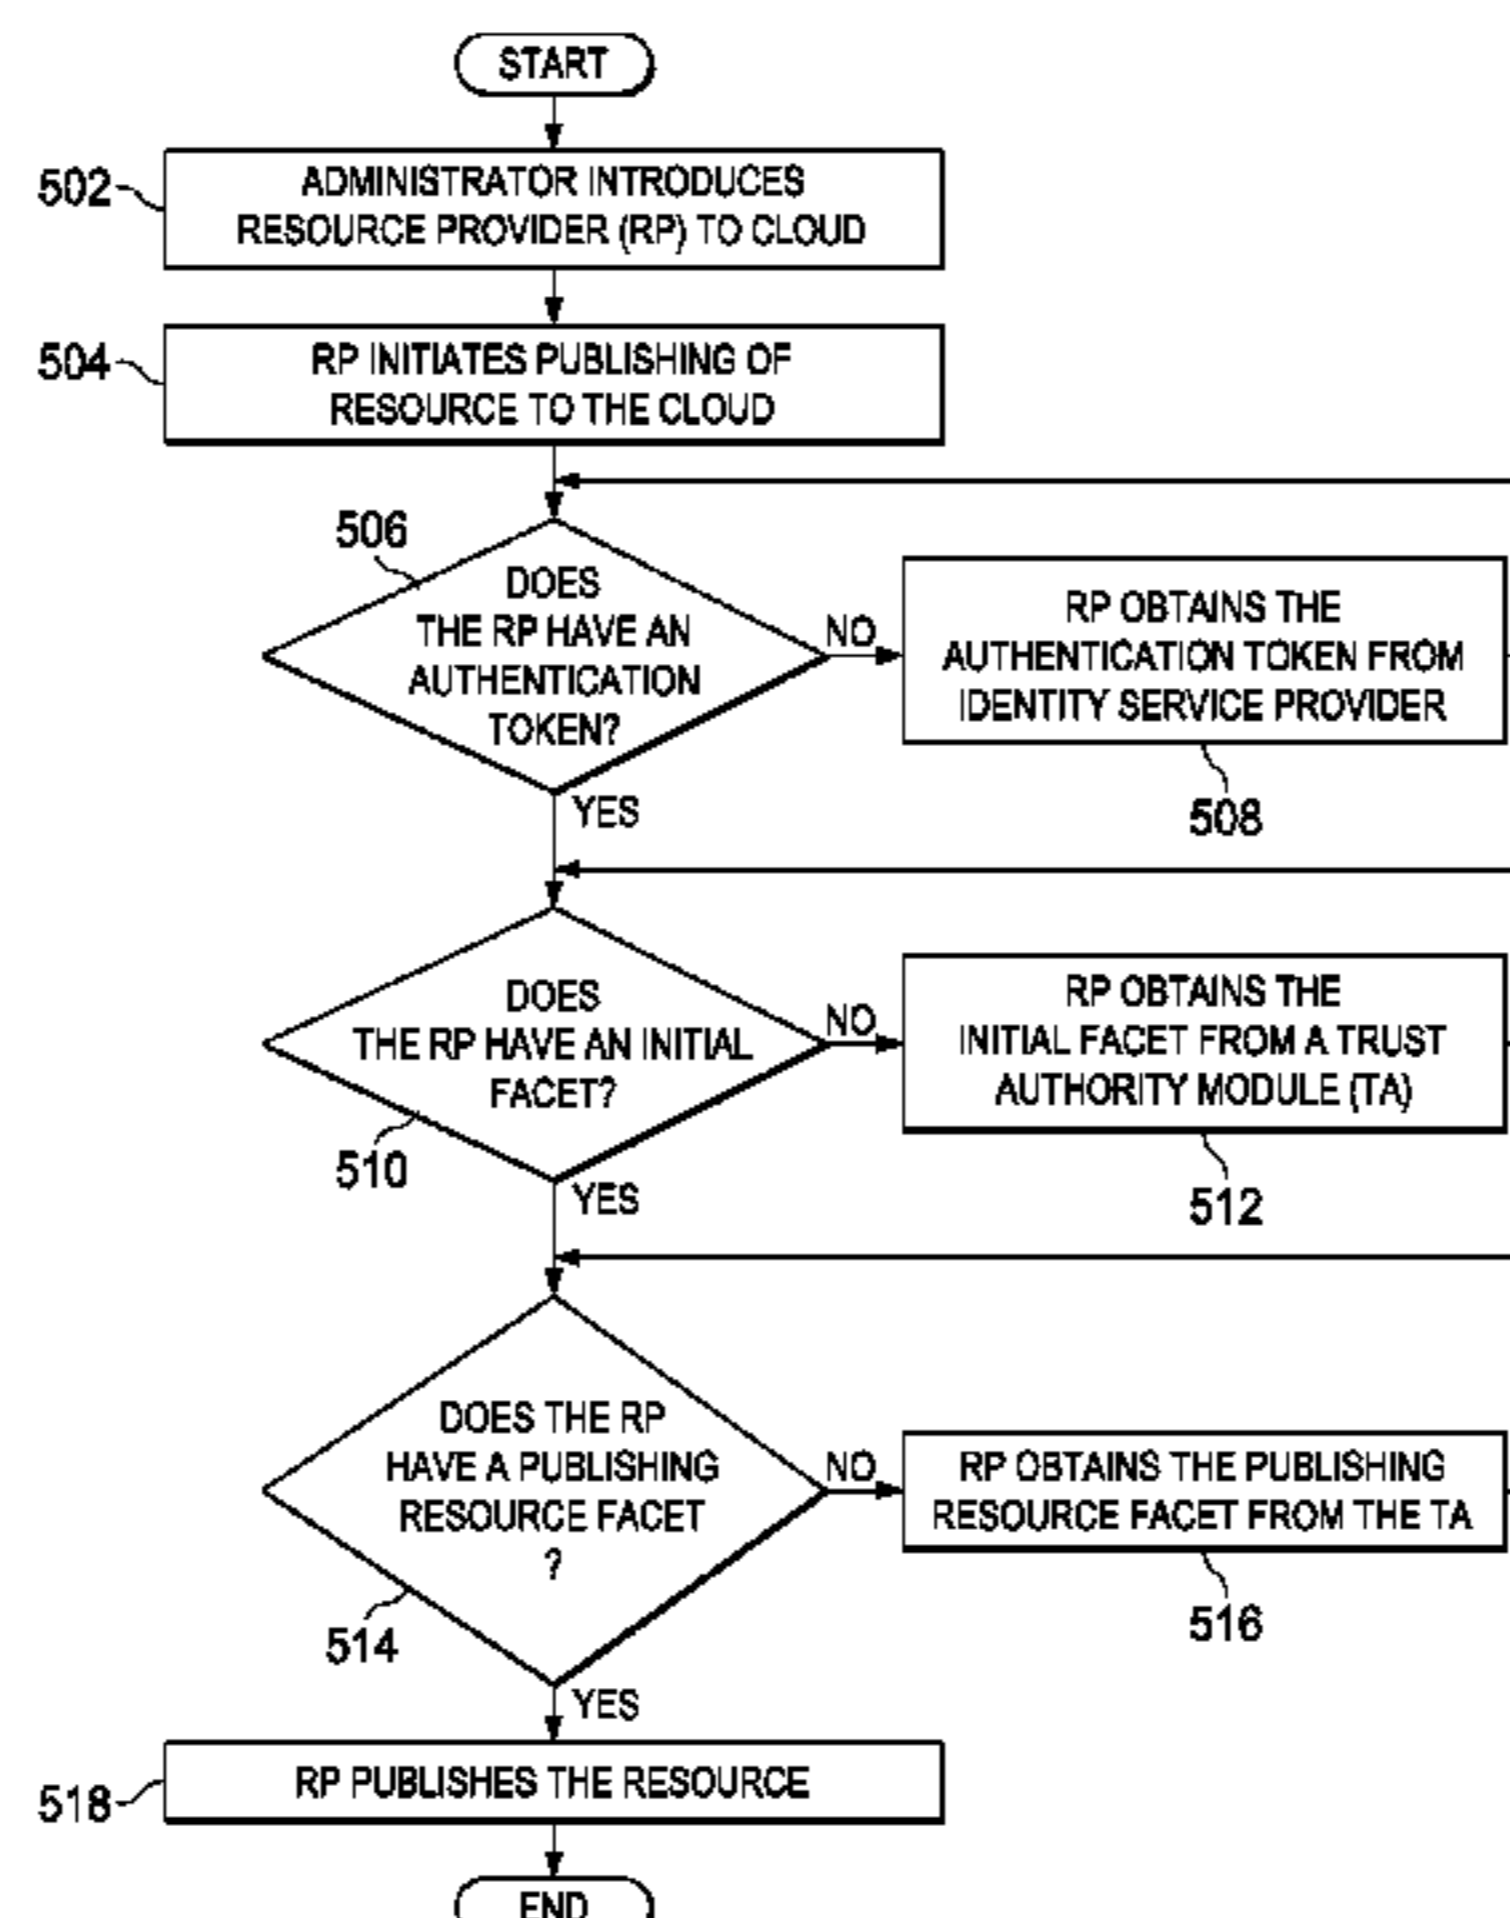 START
502
ADMINISTRATOR INTRODUCES
RESOURCE PROVIDER (RP) TO CLOUD
504
RP INITIATES PUBLISHING OF
RESOURCE TO THE CLOUD
506
DOES
THE RP HAVE AN
AUTHENTICATION
TOKEN?
NO
RP OBTAINS THE
AUTHENTICATION TOKEN FROM
IDENTITY SERVICE PROVIDER
508
YES
DOES
THE RP HAVE AN INITIAL
FACET?
510
NO
RP OBTAINS THE
INITIAL FACET FROM A TRUST
AUTHORITY MODULE (TA)
512
YES
DOES THE RP
HAVE A PUBLISHING
RESOURCE FACET
?
514
NO
RP OBTAINS THE PUBLISHING
RESOURCE FACET FROM THE TA
516
YES
518
RP PUBLISHES THE RESOURCE
END